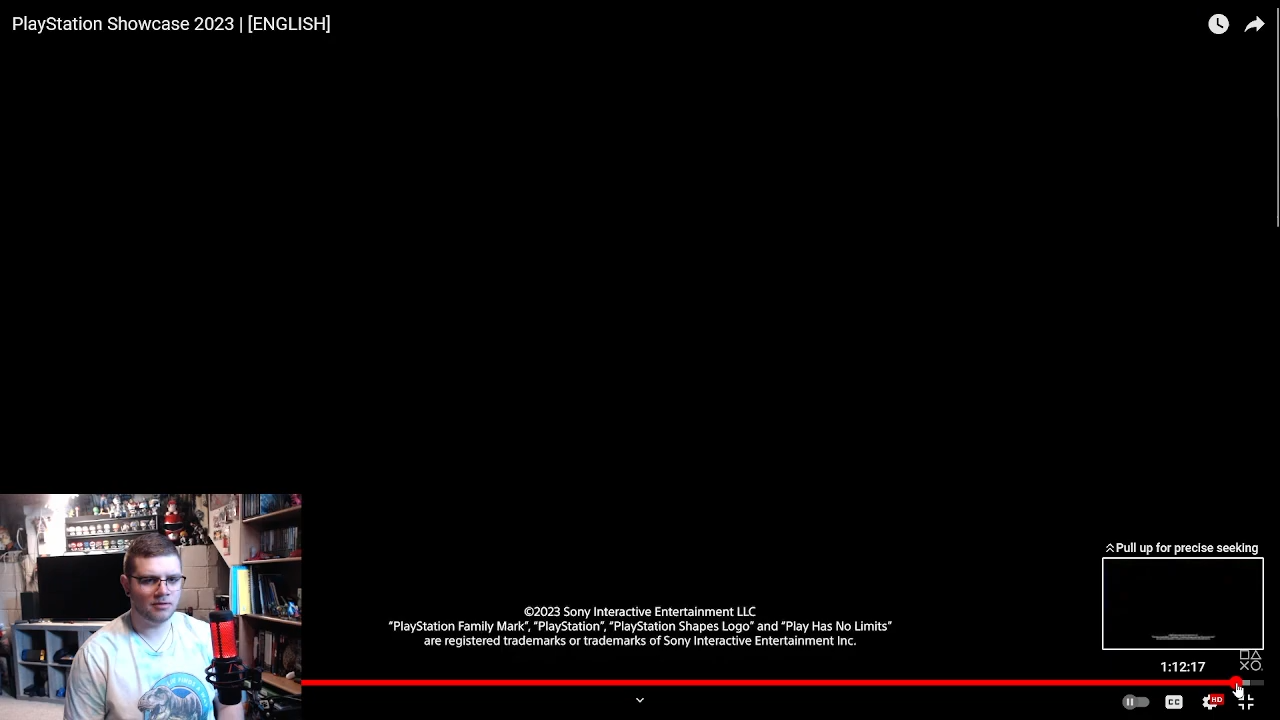 PlayStation Showcase 2023 | [ENGLISH]
Pull up for precise seeking
©2023 Sony Interactive Entertainment LLC
“PlayStation Family Mark”, “PlayStation”, “PlayStation Shapes Logo” and “Play Has No Limits”
are registered trademarks or trademarks of Sony Interactive Entertainment Inc.
1:12:17
CC
HD